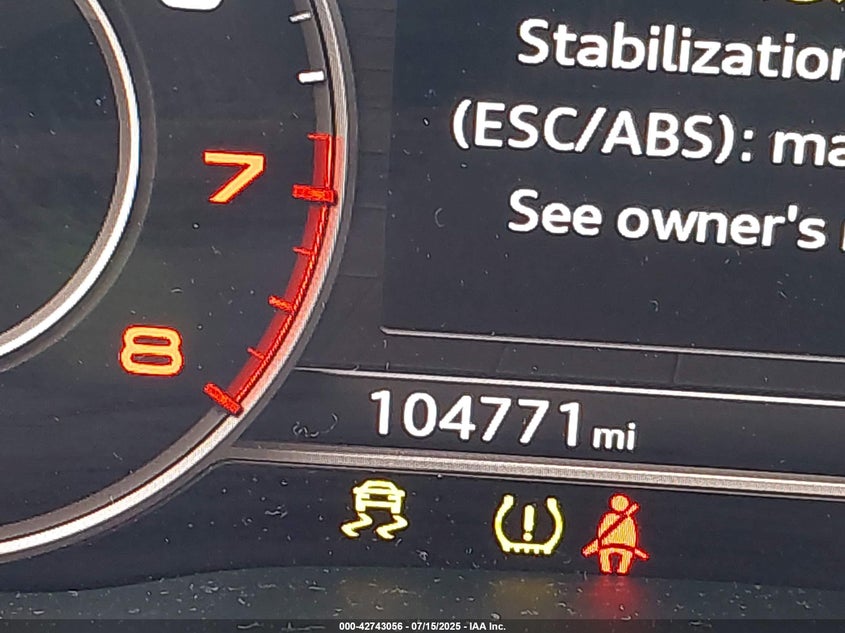 Stabilization
(ESC/ABS): ma
See owner's
7
8
104771 mi
000-42743056 - 07/15/2025 - IAA Inc.